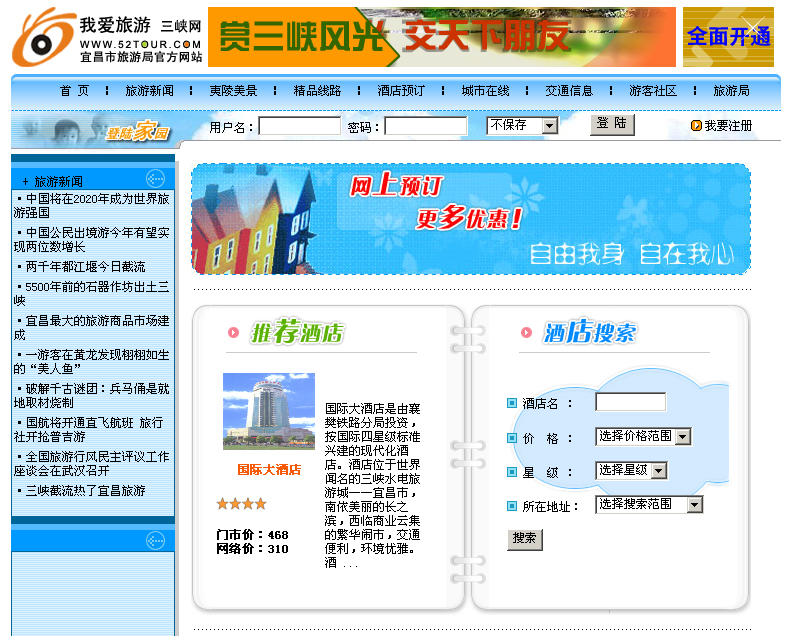 我爱旅游 三峡网
WWW.52TOUR.COM
宜昌市旅游局官方网站
赏三峡风光 交天下朋友
全面开通
首 页 旅游新闻 夷陵美景 精品线路 酒店预订 城市在线 交通信息 游客社区 旅游局
登陆家园 用户名： 密码： 不保存 登 陆 我要注册
+ 旅游新闻
·中国将在2020年成为世界旅
游强国
·中国公民出境游今年有望实
现两位数增长
·两千年都江堰今日截流
·5500年前的石器作坊出土三
峡
·宜昌最大的旅游商品市场建
成
·一游客在黄龙发现栩栩如生
的“美人鱼”
·破解千古谜团：兵马俑是就
地取材烧制
·国航将开通直飞航班 旅行
社开抢普吉游
·全国旅游行风民主评议工作
座谈会在武汉召开
·三峡截流热了宜昌旅游
网上预订
更多优惠！
自由我身 自在我心
推荐酒店
国际大酒店
门市价：468
网络价：310
国际大酒店是由襄
樊铁路分局投资，
按国际四星级标准
兴建的现代化酒
店。酒店位于世界
闻名的三峡水电旅
游城——宜昌市，
南依美丽的长之
滨，西临商业云集
的繁华闹市，交通
便利，环境优雅。
酒 ...
酒店搜索
酒店名 ：
价 格 ： 选择价格范围
星 级 ： 选择星级
所在地址： 选择搜索范围
搜索